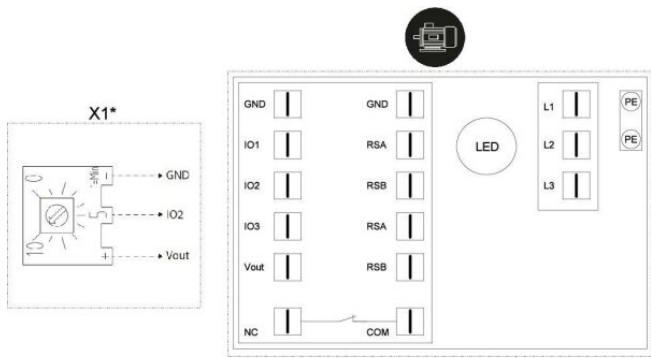 X1*
0
-
=Min
GND
5
IO2
10
+
Vout
GND
GND
IO1
RSA
IO2
RSB
IO3
RSA
Vout
RSB
NC
COM
LED
L1
L2
L3
PE
PE